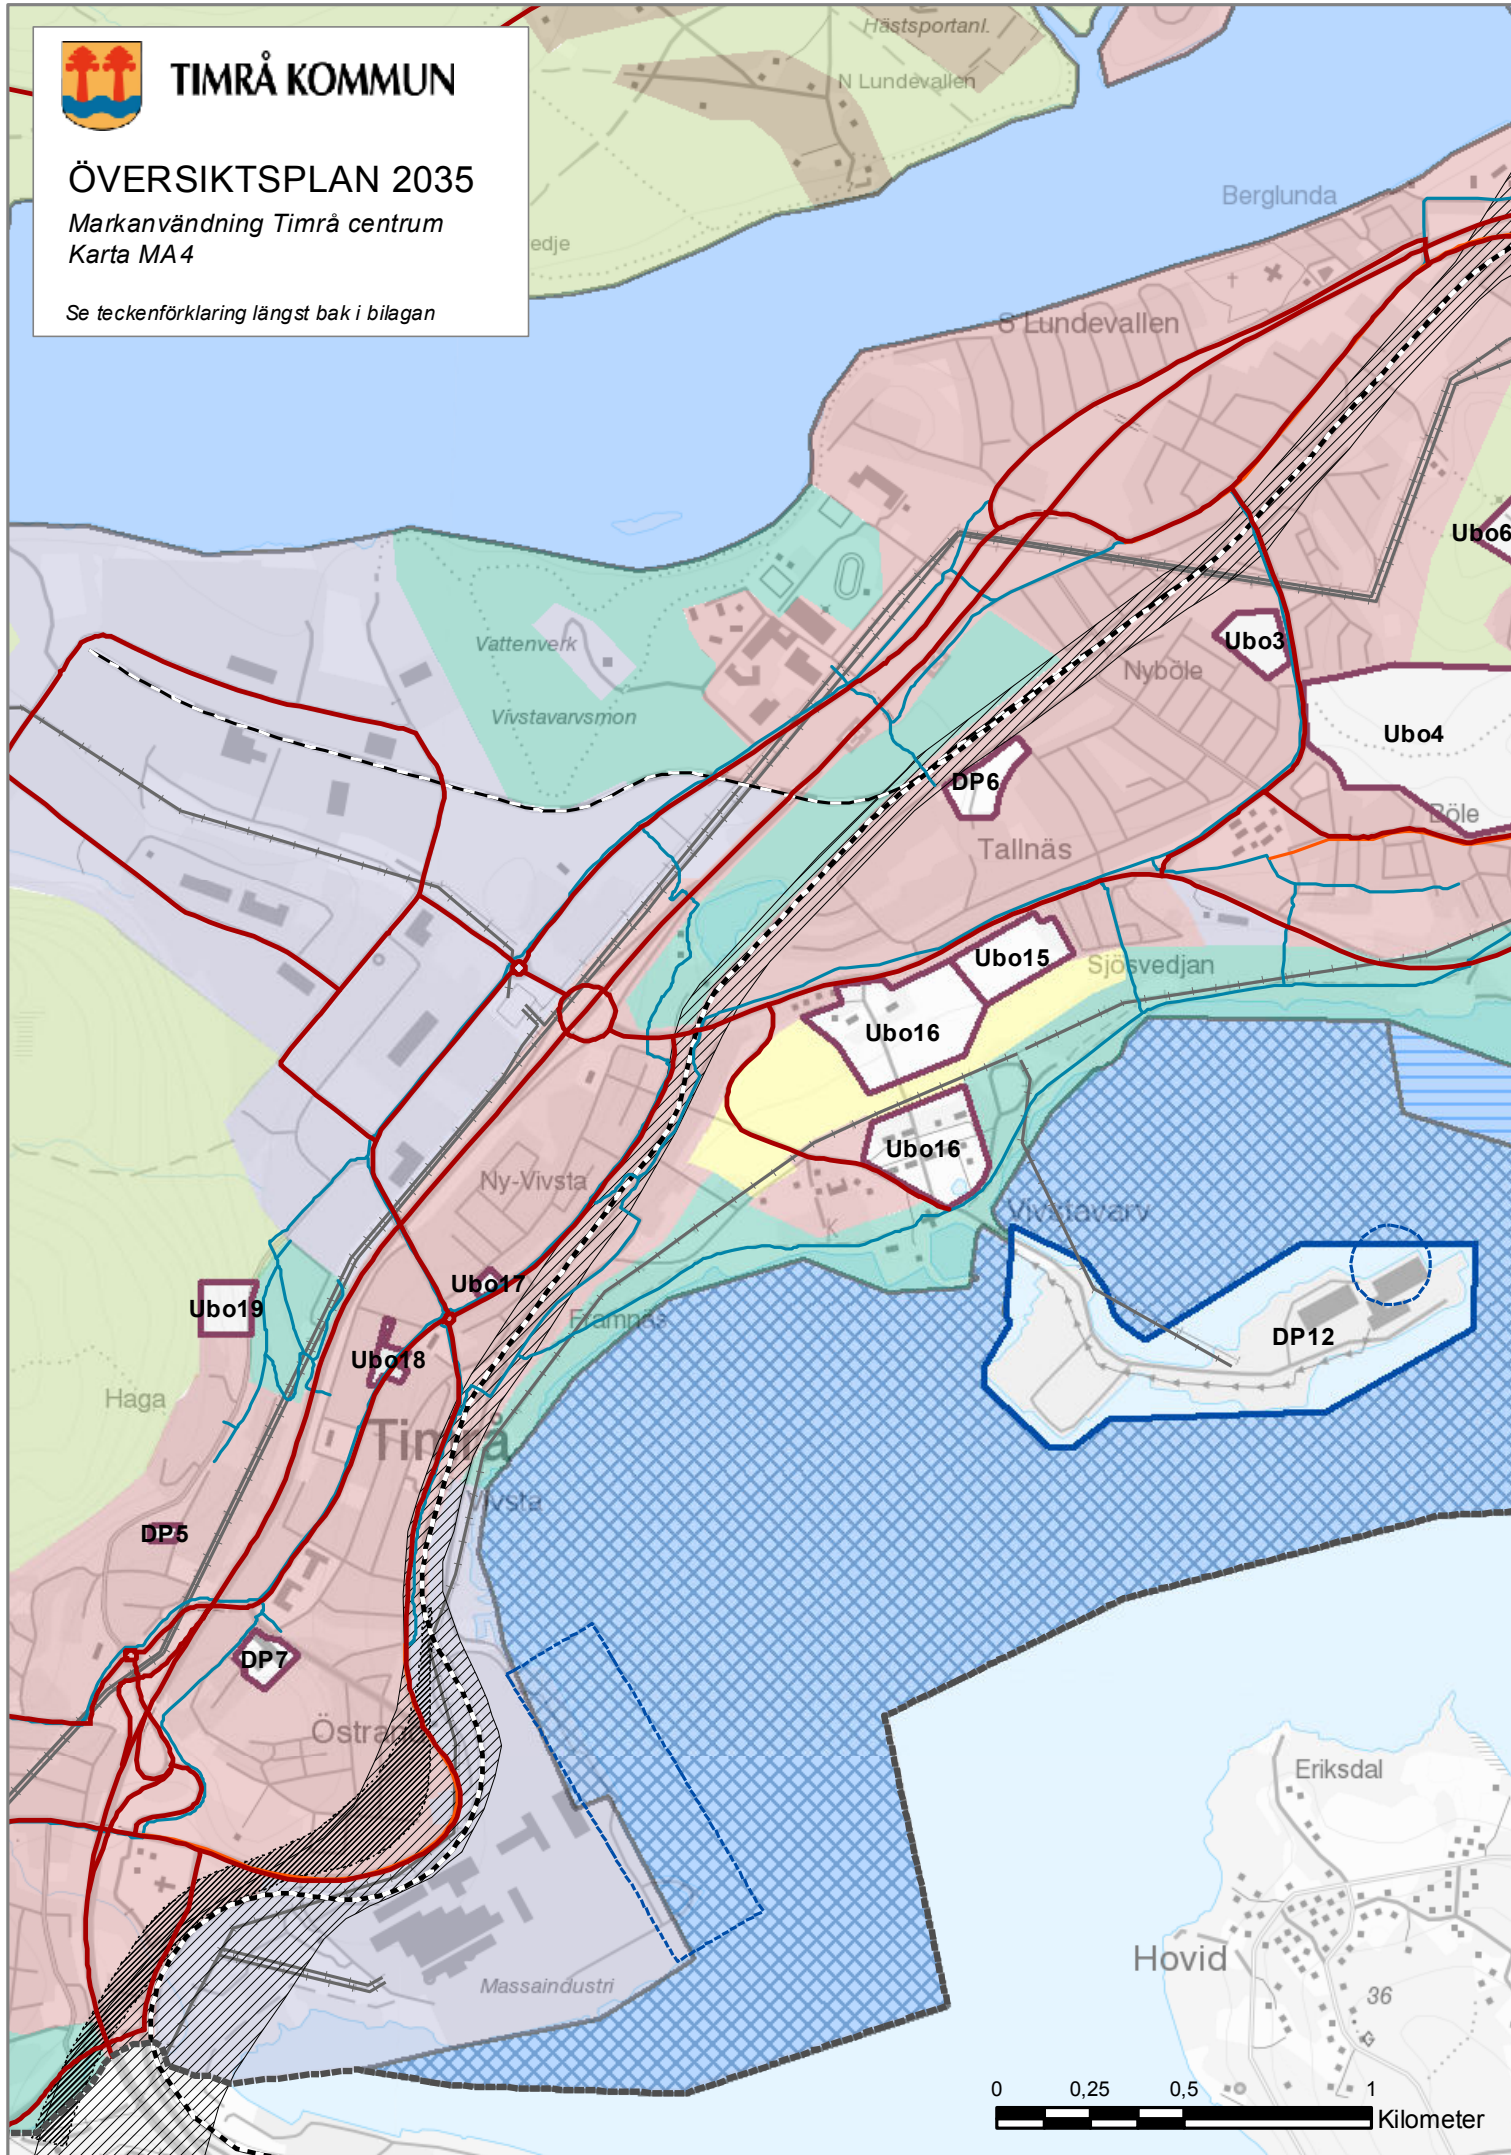 TIMRÅ KOMMUN
ÖVERSIKTSPLAN 2035
Markanvändning Timrå centrum
Karta MA4
Se teckenförklaring längst bak i bilagan
Hästsportanl.
N Lundevallen
edje
Berglunda
S Lundevallen
Ubo6
Vattenverk
Vivstavarvsmon
Ubo3
Nyböle
Ubo4
DP6
Böle
Tallnäs
Ubo15
Sjösvedjan
Ubo16
Ubo16
Ny-Vivsta
Vivstavarv
K
Ubo17
Ubo19
Framnäs
DP12
Ubo18
Haga
Timrå
Vivsta
DP5
DP7
Östrand
Eriksdal
Hovid
36
Massaindustri
0 0,25 0,5 1
Kilometer